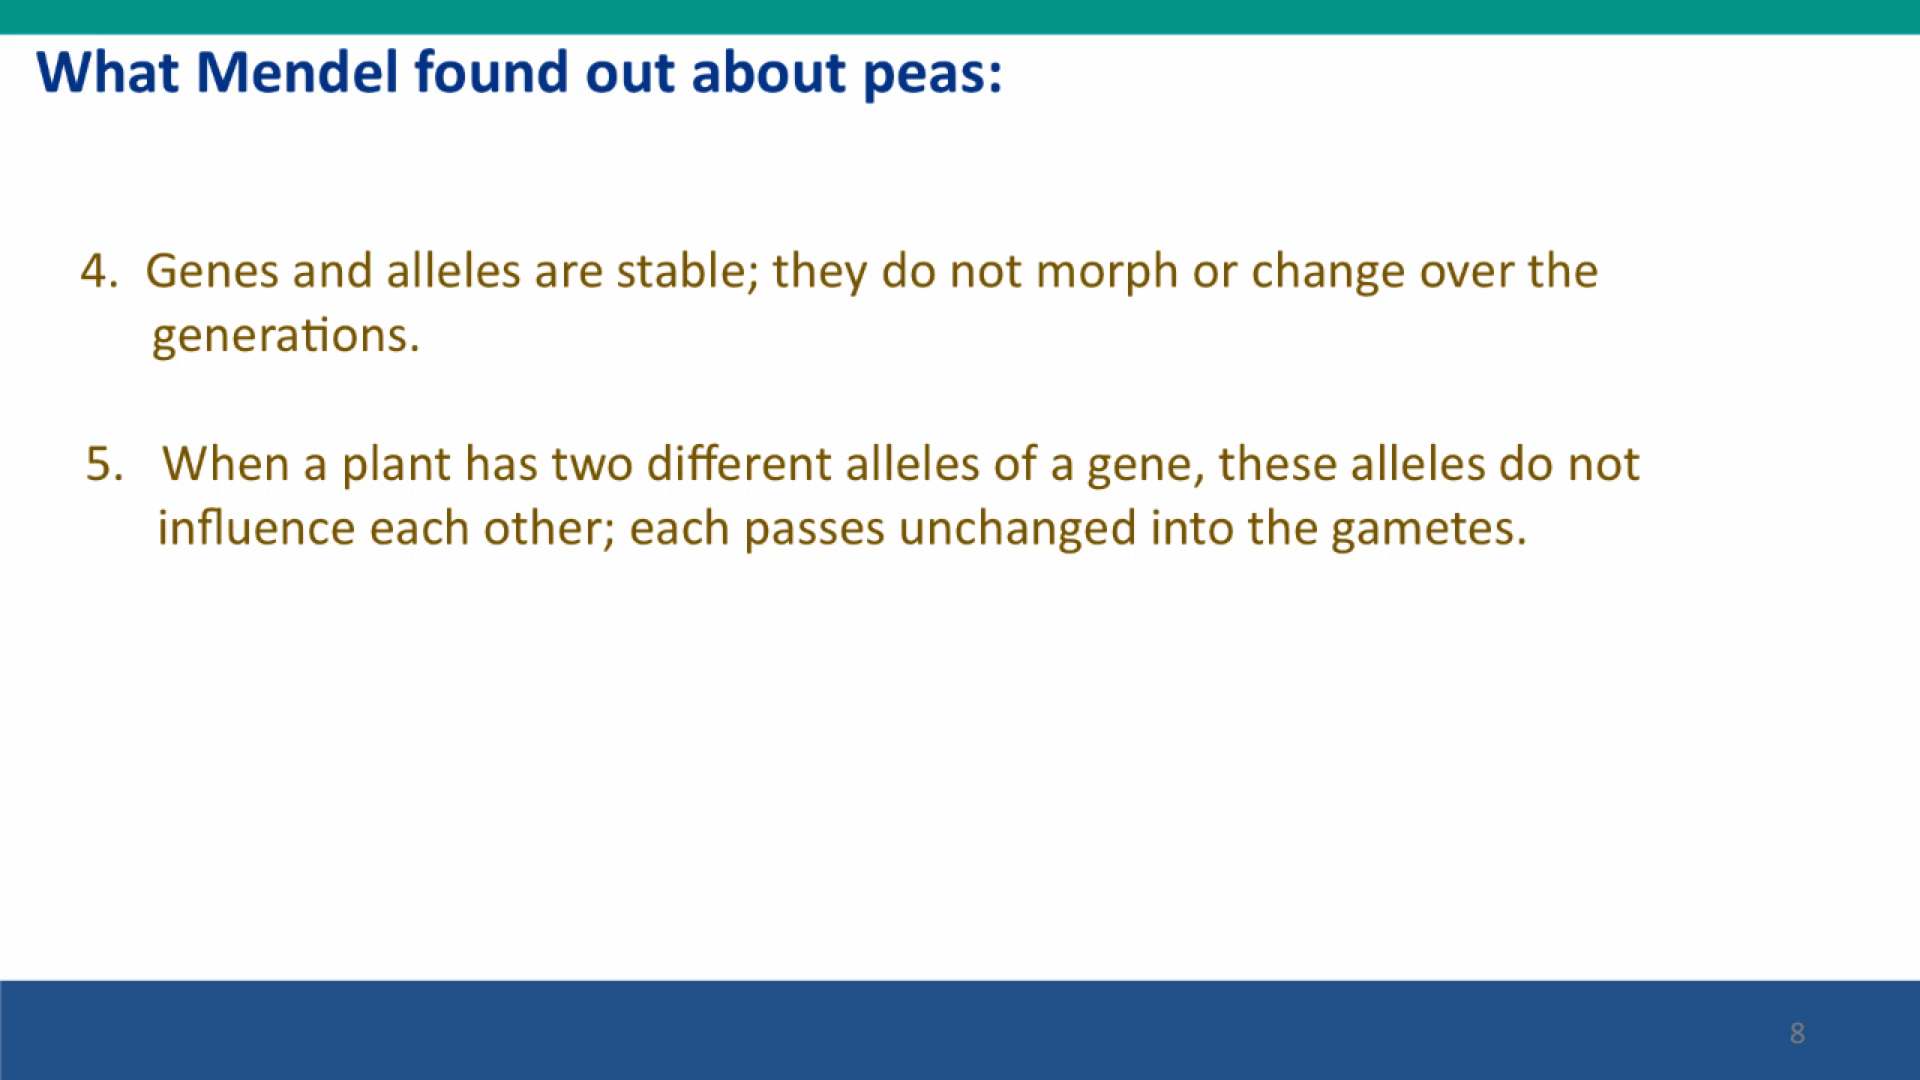 What Mendel found out about peas:
4. Genes and alleles are stable; they do not morph or change over the
generations.
5. When a plant has two different alleles of a gene, these alleles do not
influence each other; each passes unchanged into the gametes.
8